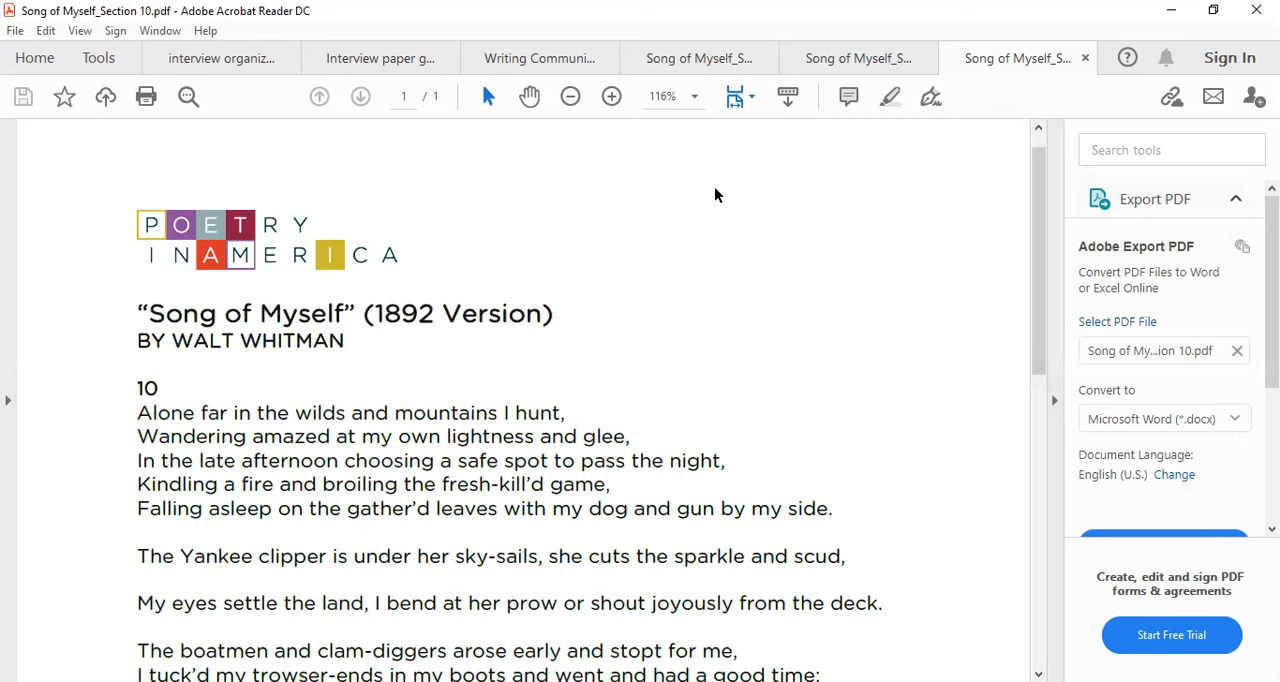 Song of Myself_Section 10.pdf - Adobe Acrobat Reader DC
File Edit View Sign Window Help
Home Tools interview organiz... Interview paper g... Writing Communi... Song of Myself_S... Song of Myself_S... Song of Myself_S... × ? Sign In
1 / 1 116%
Search tools
Export PDF
POETRY
IN AMERICA
Adobe Export PDF
Convert PDF Files to Word
or Excel Online
Select PDF File
Song of My...ion 10.pdf
Convert to
Microsoft Word (*.docx)
Document Language:
English (U.S.) Change
Create, edit and sign PDF
forms & agreements
Start Free Trial
“Song of Myself” (1892 Version)
BY WALT WHITMAN
10
Alone far in the wilds and mountains I hunt,
Wandering amazed at my own lightness and glee,
In the late afternoon choosing a safe spot to pass the night,
Kindling a fire and broiling the fresh-kill’d game,
Falling asleep on the gather’d leaves with my dog and gun by my side.
The Yankee clipper is under her sky-sails, she cuts the sparkle and scud,
My eyes settle the land, I bend at her prow or shout joyously from the deck.
The boatmen and clam-diggers arose early and stopt for me,
I tuck’d my trowser-ends in my boots and went and had a good time;